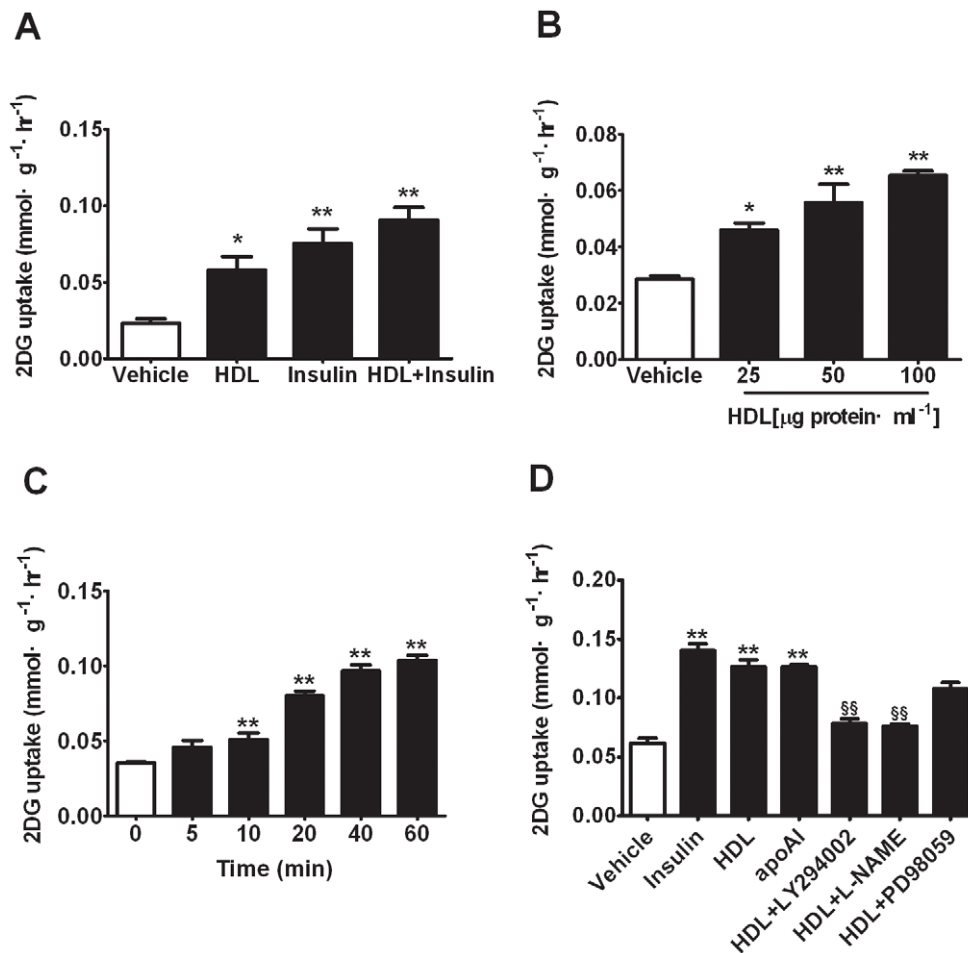 A
2DG uptake (mmol· g⁻¹· hr⁻¹)
0.15
0.10
0.05
0.00
* ** **
Vehicle HDL Insulin HDL+Insulin
B
2DG uptake (mmol· g⁻¹· hr⁻¹)
0.08
0.06
0.04
0.02
0.00
* ** **
Vehicle 25 50 100
HDL[μg protein· ml⁻¹]
C
2DG uptake (mmol· g⁻¹· hr⁻¹)
0.15
0.10
0.05
0.00
** ** ** **
0 5 10 20 40 60
Time (min)
D
2DG uptake (mmol· g⁻¹· hr⁻¹)
0.20
0.15
0.10
0.05
0.00
** ** ** §§ §§
Vehicle
Insulin
HDL
apoAI
HDL+LY294002
HDL+L-NAME
HDL+PD98059